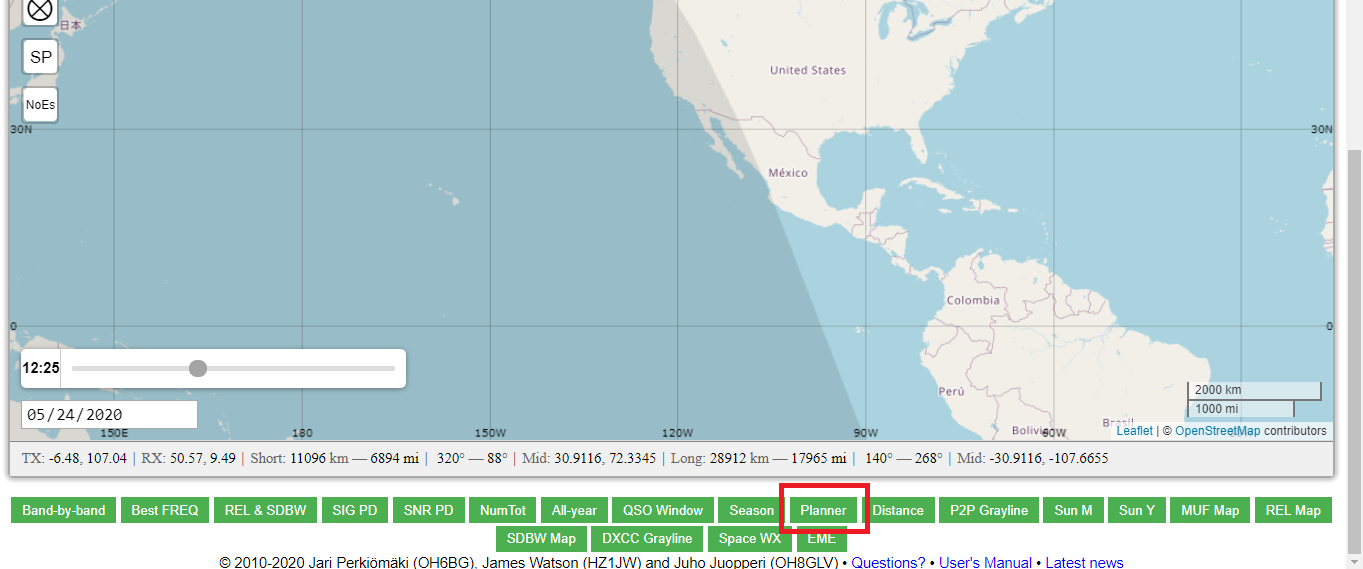 日本
SP
United States
NoEs
30N
30N
México
Colombia
0
0
12:25
Perú
2000 km
05/24/2020
1000 mi
Brasil
150E
180
150W
120W
90W
Bolivia
60W
Leaflet | © OpenStreetMap contributors
TX: -6.48, 107.04 | RX: 50.57, 9.49 | Short: 11096 km — 6894 mi | 320° — 88° | Mid: 30.9116, 72.3345 | Long: 28912 km — 17965 mi | 140° — 268° | Mid: -30.9116, -107.6655
Band-by-band Best FREQ REL & SDBW SIG PD SNR PD NumTot All-year QSO Window Season Planner Distance P2P Grayline Sun M Sun Y MUF Map REL Map
SDBW Map DXCC Grayline Space WX EME
© 2010-2020 Jari Perkiömäki (OH6BG), James Watson (HZ1JW) and Juho Juopperi (OH8GLV) • Questions? • User's Manual • Latest news